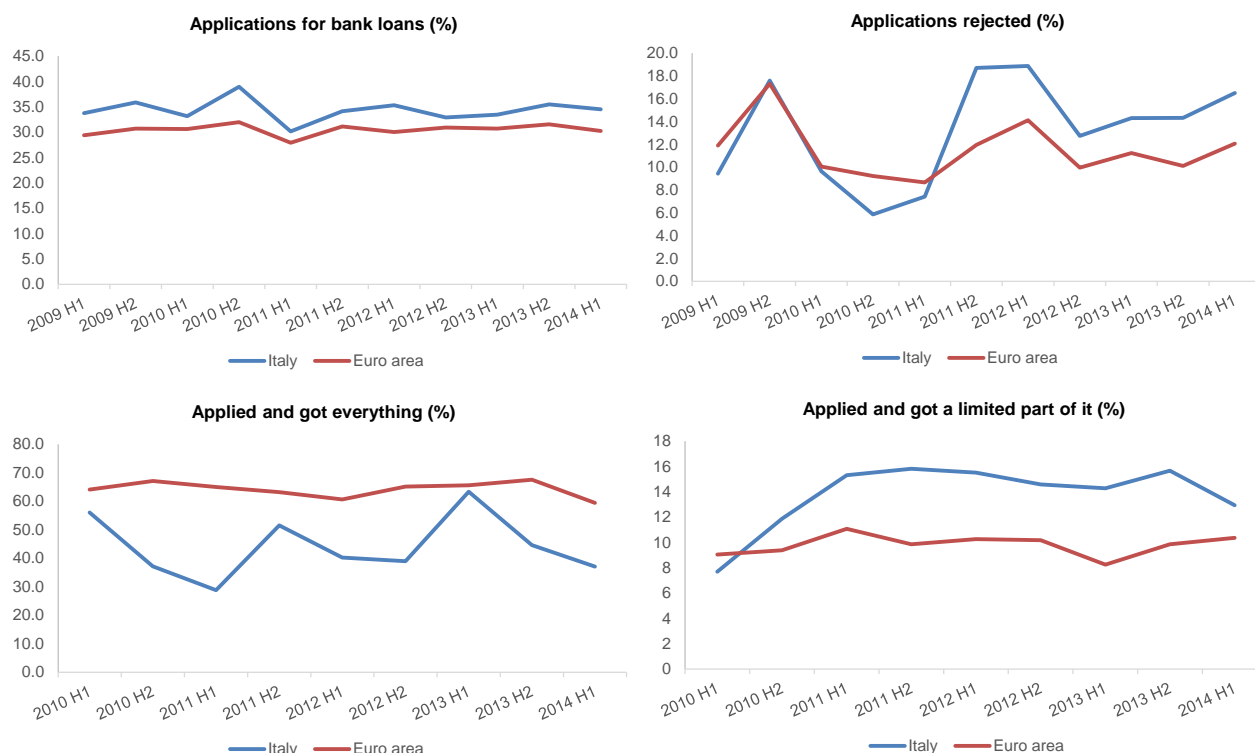 Applications for bank loans (%)
45.0
40.0
35.0
30.0
25.0
20.0
15.0
10.0
5.0
0.0
2009 H1
2009 H2
2010 H1
2010 H2
2011 H1
2011 H2
2012 H1
2012 H2
2013 H1
2013 H2
2014 H1
Italy Euro area
Applications rejected (%)
20.0
18.0
16.0
14.0
12.0
10.0
8.0
6.0
4.0
2.0
0.0
2009 H1
2009 H2
2010 H1
2010 H2
2011 H1
2011 H2
2012 H1
2012 H2
2013 H1
2013 H2
2014 H1
Italy Euro area
Applied and got everything (%)
80.0
70.0
60.0
50.0
40.0
30.0
20.0
10.0
0.0
2010 H1
2010 H2
2011 H1
2011 H2
2012 H1
2012 H2
2013 H1
2013 H2
2014 H1
Italy Euro area
Applied and got a limited part of it (%)
18
16
14
12
10
8
6
4
2
0
2010 H1
2010 H2
2011 H1
2011 H2
2012 H1
2012 H2
2013 H1
2013 H2
2014 H1
Italy Euro area